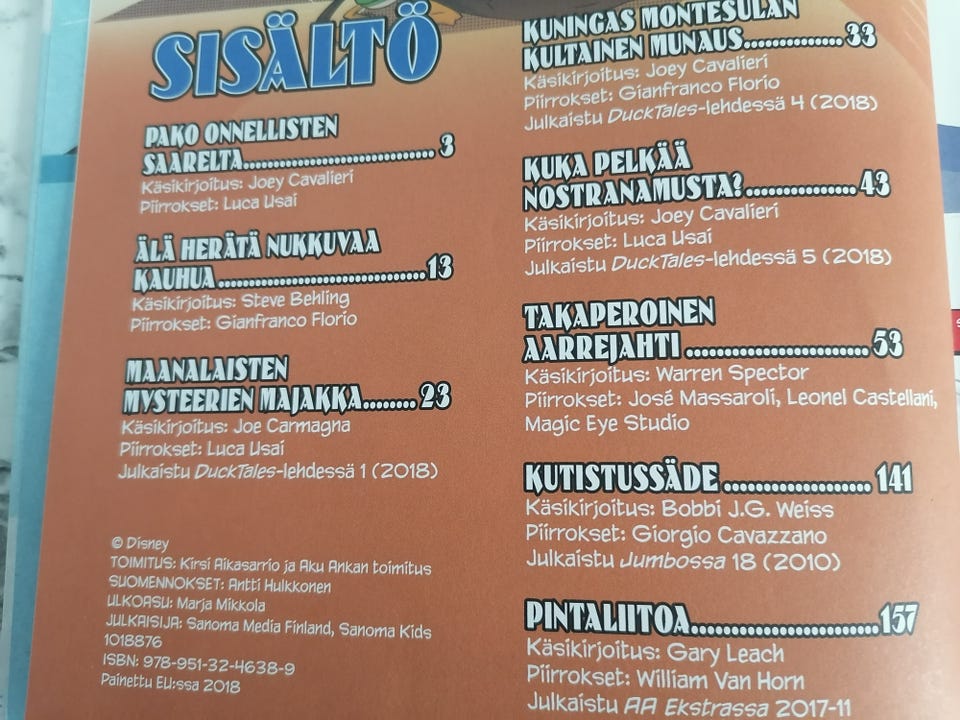 SISÄLTÖ
PAKO ONNELLISTEN
SAARELTA........................................3
Käsikirjoitus: Joey Cavalieri
Piirrokset: Luca Usai
ÄLÄ HERÄTÄ NUKKUVAA
KAUHUA........................................13
Käsikirjoitus: Steve Behling
Piirrokset: Gianfranco Florio
MAANALAISTEN
MYSTEERIEN MAJAKKA........23
Käsikirjoitus: Joe Carmagna
Piirrokset: Luca Usai
Julkaistu DuckTales-lehdessä 1 (2018)
© Disney
TOIMITUS: Kirsi Aikasarrio ja Aku Ankan toimitus
SUOMENNOKSET: Antti Hulkkonen
ULKOASU: Marja Mikkola
JULKAISIJA: Sanoma Media Finland, Sanoma Kids
1018876
ISBN: 978-951-32-4638-9
Painettu EU:ssa 2018
KUNINGAS MONTESULAN
KULTAINEN MUNAUS...............33
Käsikirjoitus: Joey Cavalieri
Piirrokset: Gianfranco Florio
Julkaistu DuckTales-lehdessä 4 (2018)
KUKA PELKÄÄ
NOSTRANAMUSTA?................43
Käsikirjoitus: Joey Cavalieri
Piirrokset: Luca Usai
Julkaistu DuckTales-lehdessä 5 (2018)
TAKAPEROINEN
AARREJAHTI...........................53
Käsikirjoitus: Warren Spector
Piirrokset: José Massaroli, Leonel Castellani,
Magic Eye Studio
KUTISTUSSÄDE......................141
Käsikirjoitus: Bobbi J.G. Weiss
Piirrokset: Giorgio Cavazzano
Julkaistu Jumbossa 18 (2010)
PINTALIITOA............................157
Käsikirjoitus: Gary Leach
Piirrokset: William Van Horn
Julkaistu AA Ekstrassa 2017-11